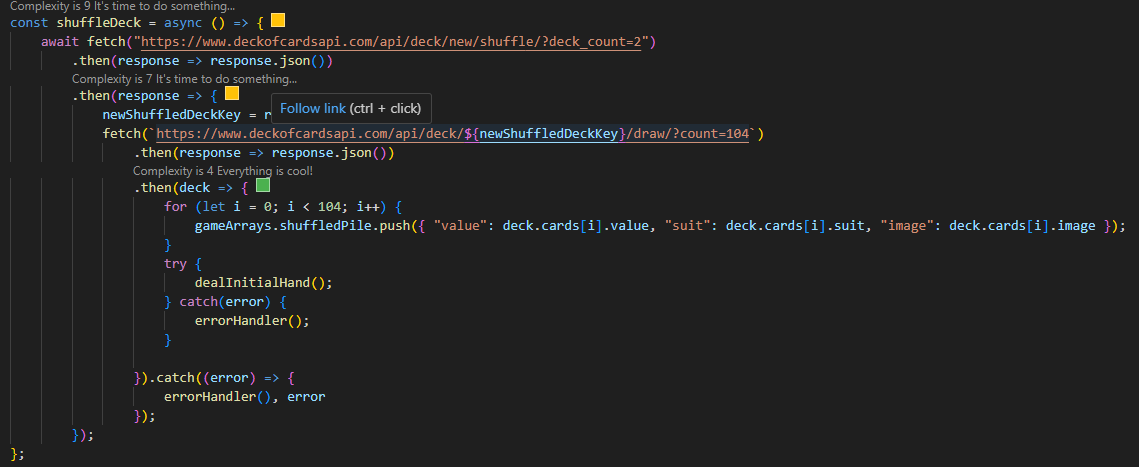 Complexity is 9 It's time to do something...
const shuffleDeck = async () => {
await fetch("https://www.deckofcardsapi.com/api/deck/new/shuffle/?deck_count=2")
.then(response => response.json())
Complexity is 7 It's time to do something...
.then(response => {
Follow link (ctrl + click)
newShuffledDeckKey =
fetch(`https://www.deckofcardsapi.com/api/deck/${newShuffledDeckKey}/draw/?count=104`)
.then(response => response.json())
Complexity is 4 Everything is cool!
.then(deck => {
for (let i = 0; i < 104; i++) {
gameArrays.shuffledPile.push({ "value": deck.cards[i].value, "suit": deck.cards[i].suit, "image": deck.cards[i].image });
}
try {
dealInitialHand();
} catch(error) {
errorHandler();
}
}).catch((error) => {
errorHandler(), error
});
});
};